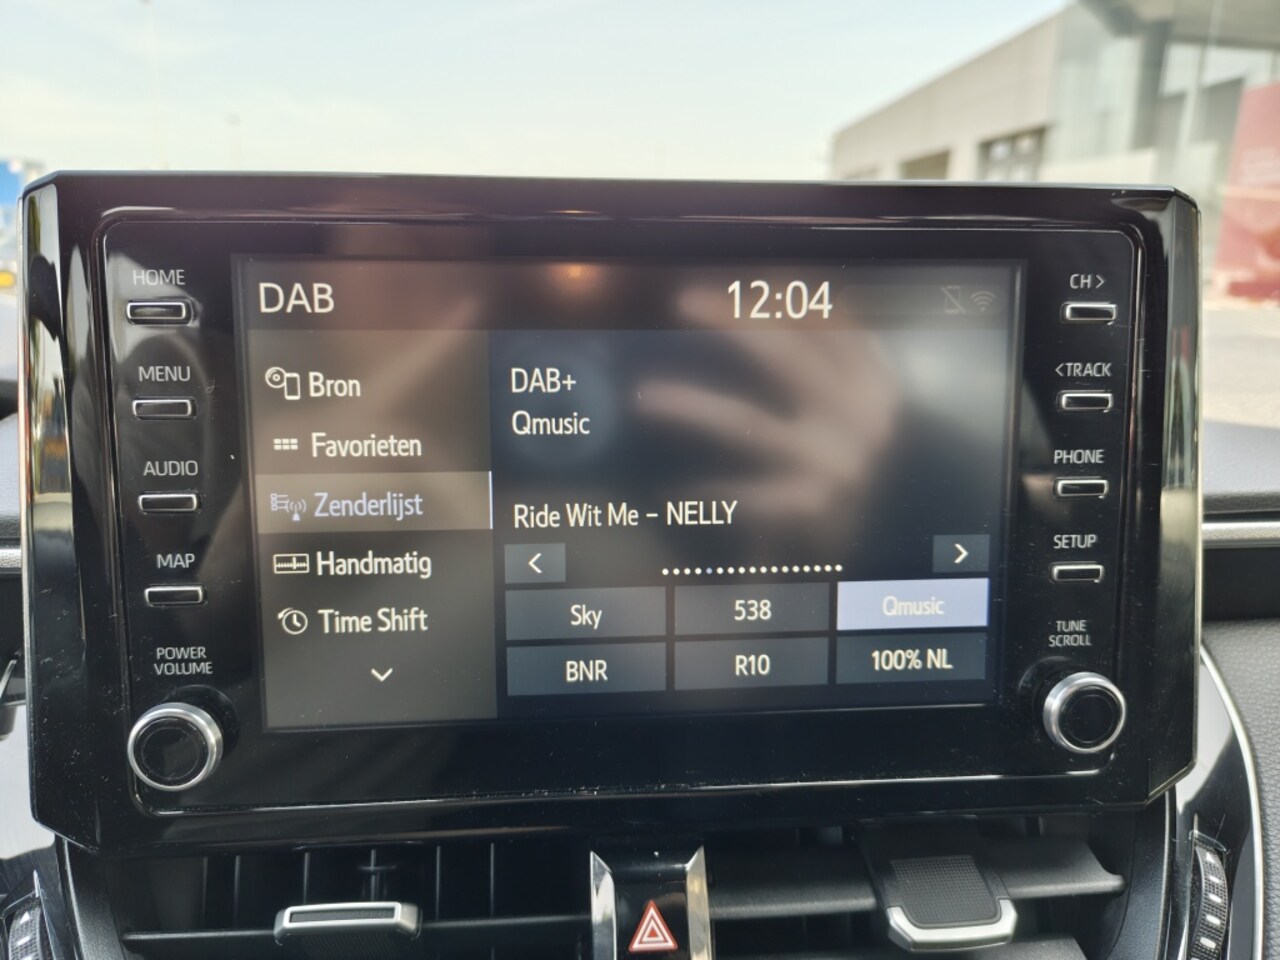 HOME
MENU
AUDIO
MAP
POWER
VOLUME
DAB
12:04
Bron
Favorieten
Zenderlijst
Handmatig
Time Shift
DAB+
Qmusic
Ride Wit Me – NELLY
<
>
Sky
538
Qmusic
BNR
R10
100% NL
CH >
< TRACK
PHONE
SETUP
TUNE
SCROLL